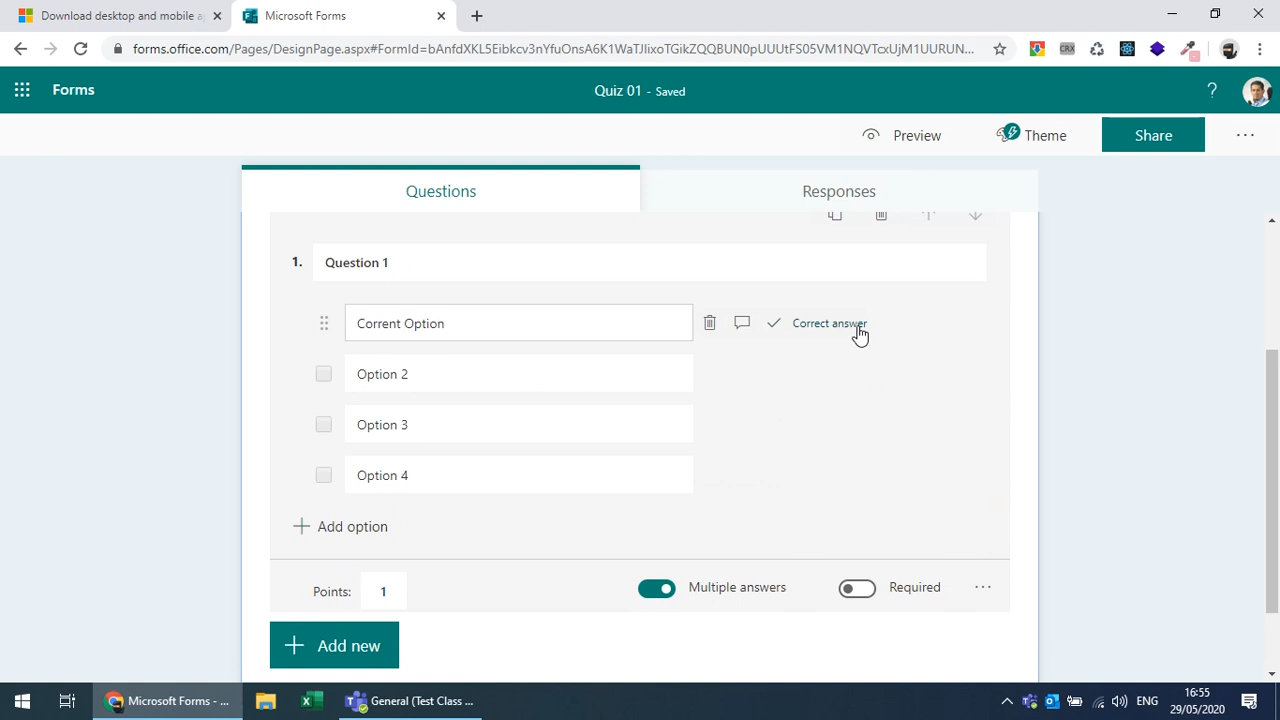 Download desktop and mobile a
Microsoft Forms
forms.office.com/Pages/DesignPage.aspx#FormId=bAnfdXKL5Eibkcv3nYfuOnsA6K1WaTJIixoTGikZQQBUN0pUUUtFS05VM1NQVTcxUjM1UURUN...
CRX
Forms
Quiz 01 - Saved
?
Preview
Theme
Share
Questions
Responses
1. Question 1
Corrent Option
Correct answer
Option 2
Option 3
Option 4
Add option
Points: 1
Multiple answers
Required
Add new
Microsoft Forms - ...
General (Test Class ...
ENG
16:55
29/05/2020